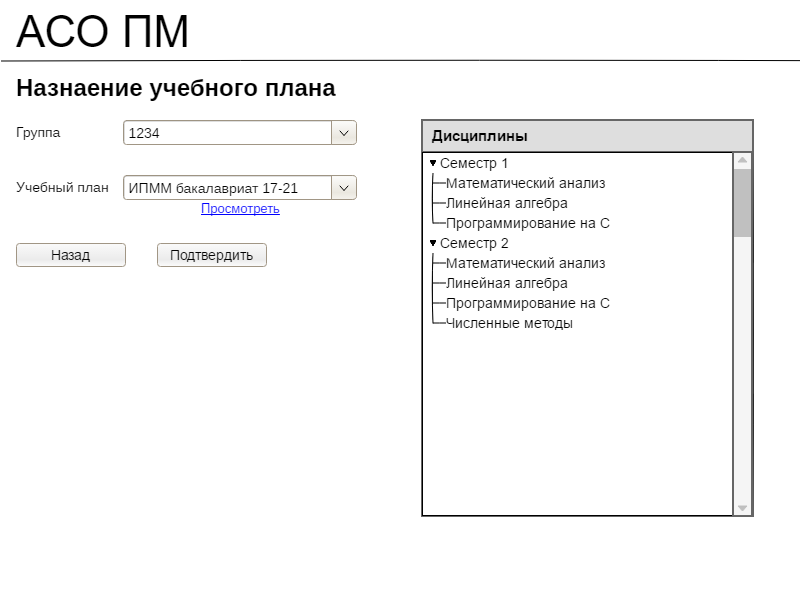 АСО ПМ
Назнаение учебного плана
Группа
1234
Учебный план
ИПММ бакалавриат 17-21
Просмотреть
Назад
Подтвердить
Дисциплины
Семестр 1
Математический анализ
Линейная алгебра
Программирование на С
Семестр 2
Математический анализ
Линейная алгебра
Программирование на С
Численные методы